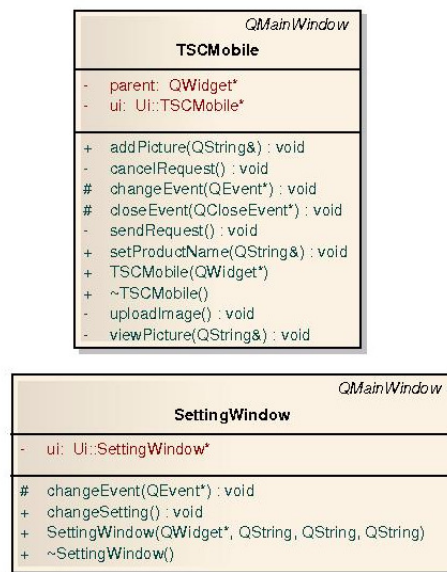 QMainWindow
TSCMobile
- parent: QWidget*
- ui: Ui::TSCMobile*
+ addPicture(QString&) : void
- cancelRequest() : void
# changeEvent(QEvent*) : void
# closeEvent(QCloseEvent*) : void
- sendRequest() : void
+ setProductName(QString&) : void
+ TSCMobile(QWidget*)
+ ~TSCMobile()
- uploadImage() : void
- viewPicture(QString&) : void
QMainWindow
SettingWindow
- ui: Ui::SettingWindow*
# changeEvent(QEvent*) : void
+ changeSetting() : void
+ SettingWindow(QWidget*, QString, QString, QString)
+ ~SettingWindow()